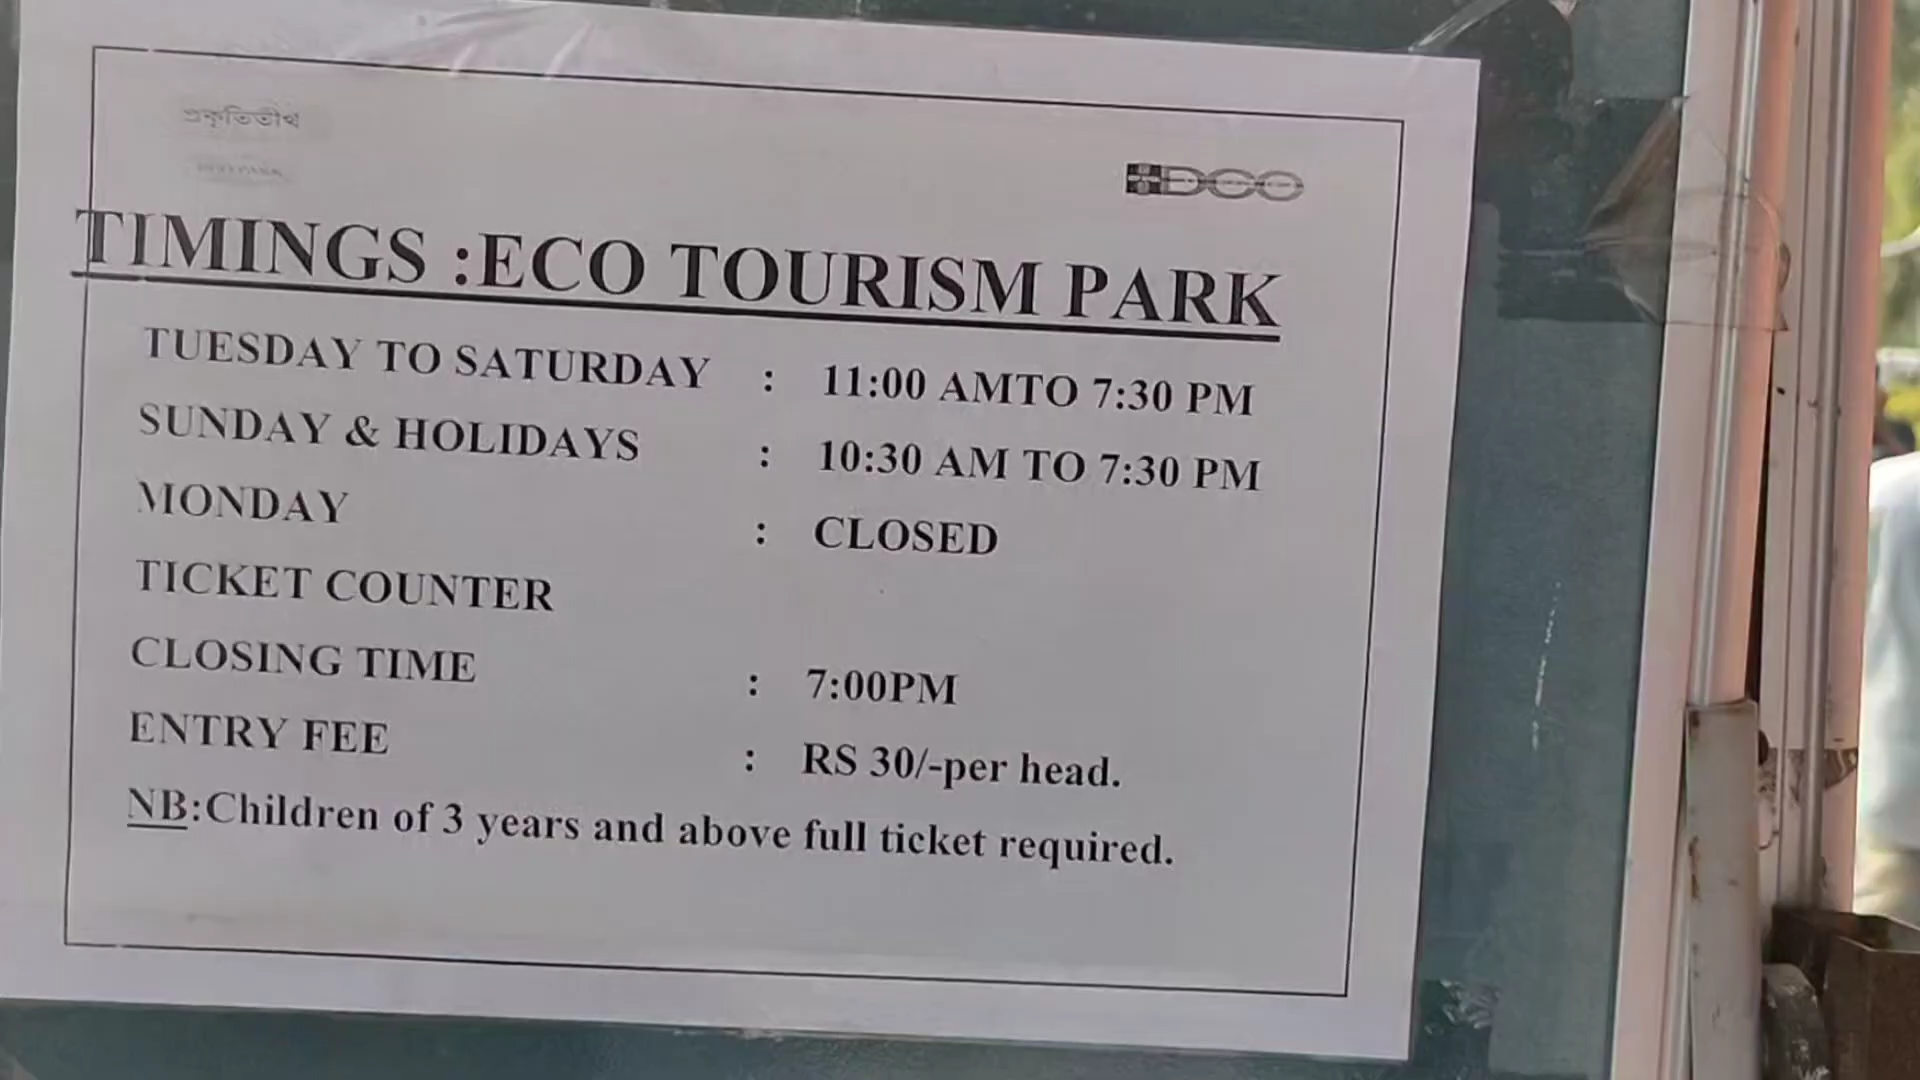 প্রকৃতিতীর্থ
HIDCO
TIMINGS :ECO TOURISM PARK
TUESDAY TO SATURDAY : 11:00 AMTO 7:30 PM
SUNDAY & HOLIDAYS : 10:30 AM TO 7:30 PM
MONDAY : CLOSED
TICKET COUNTER
CLOSING TIME : 7:00PM
ENTRY FEE : RS 30/-per head.
NB:Children of 3 years and above full ticket required.